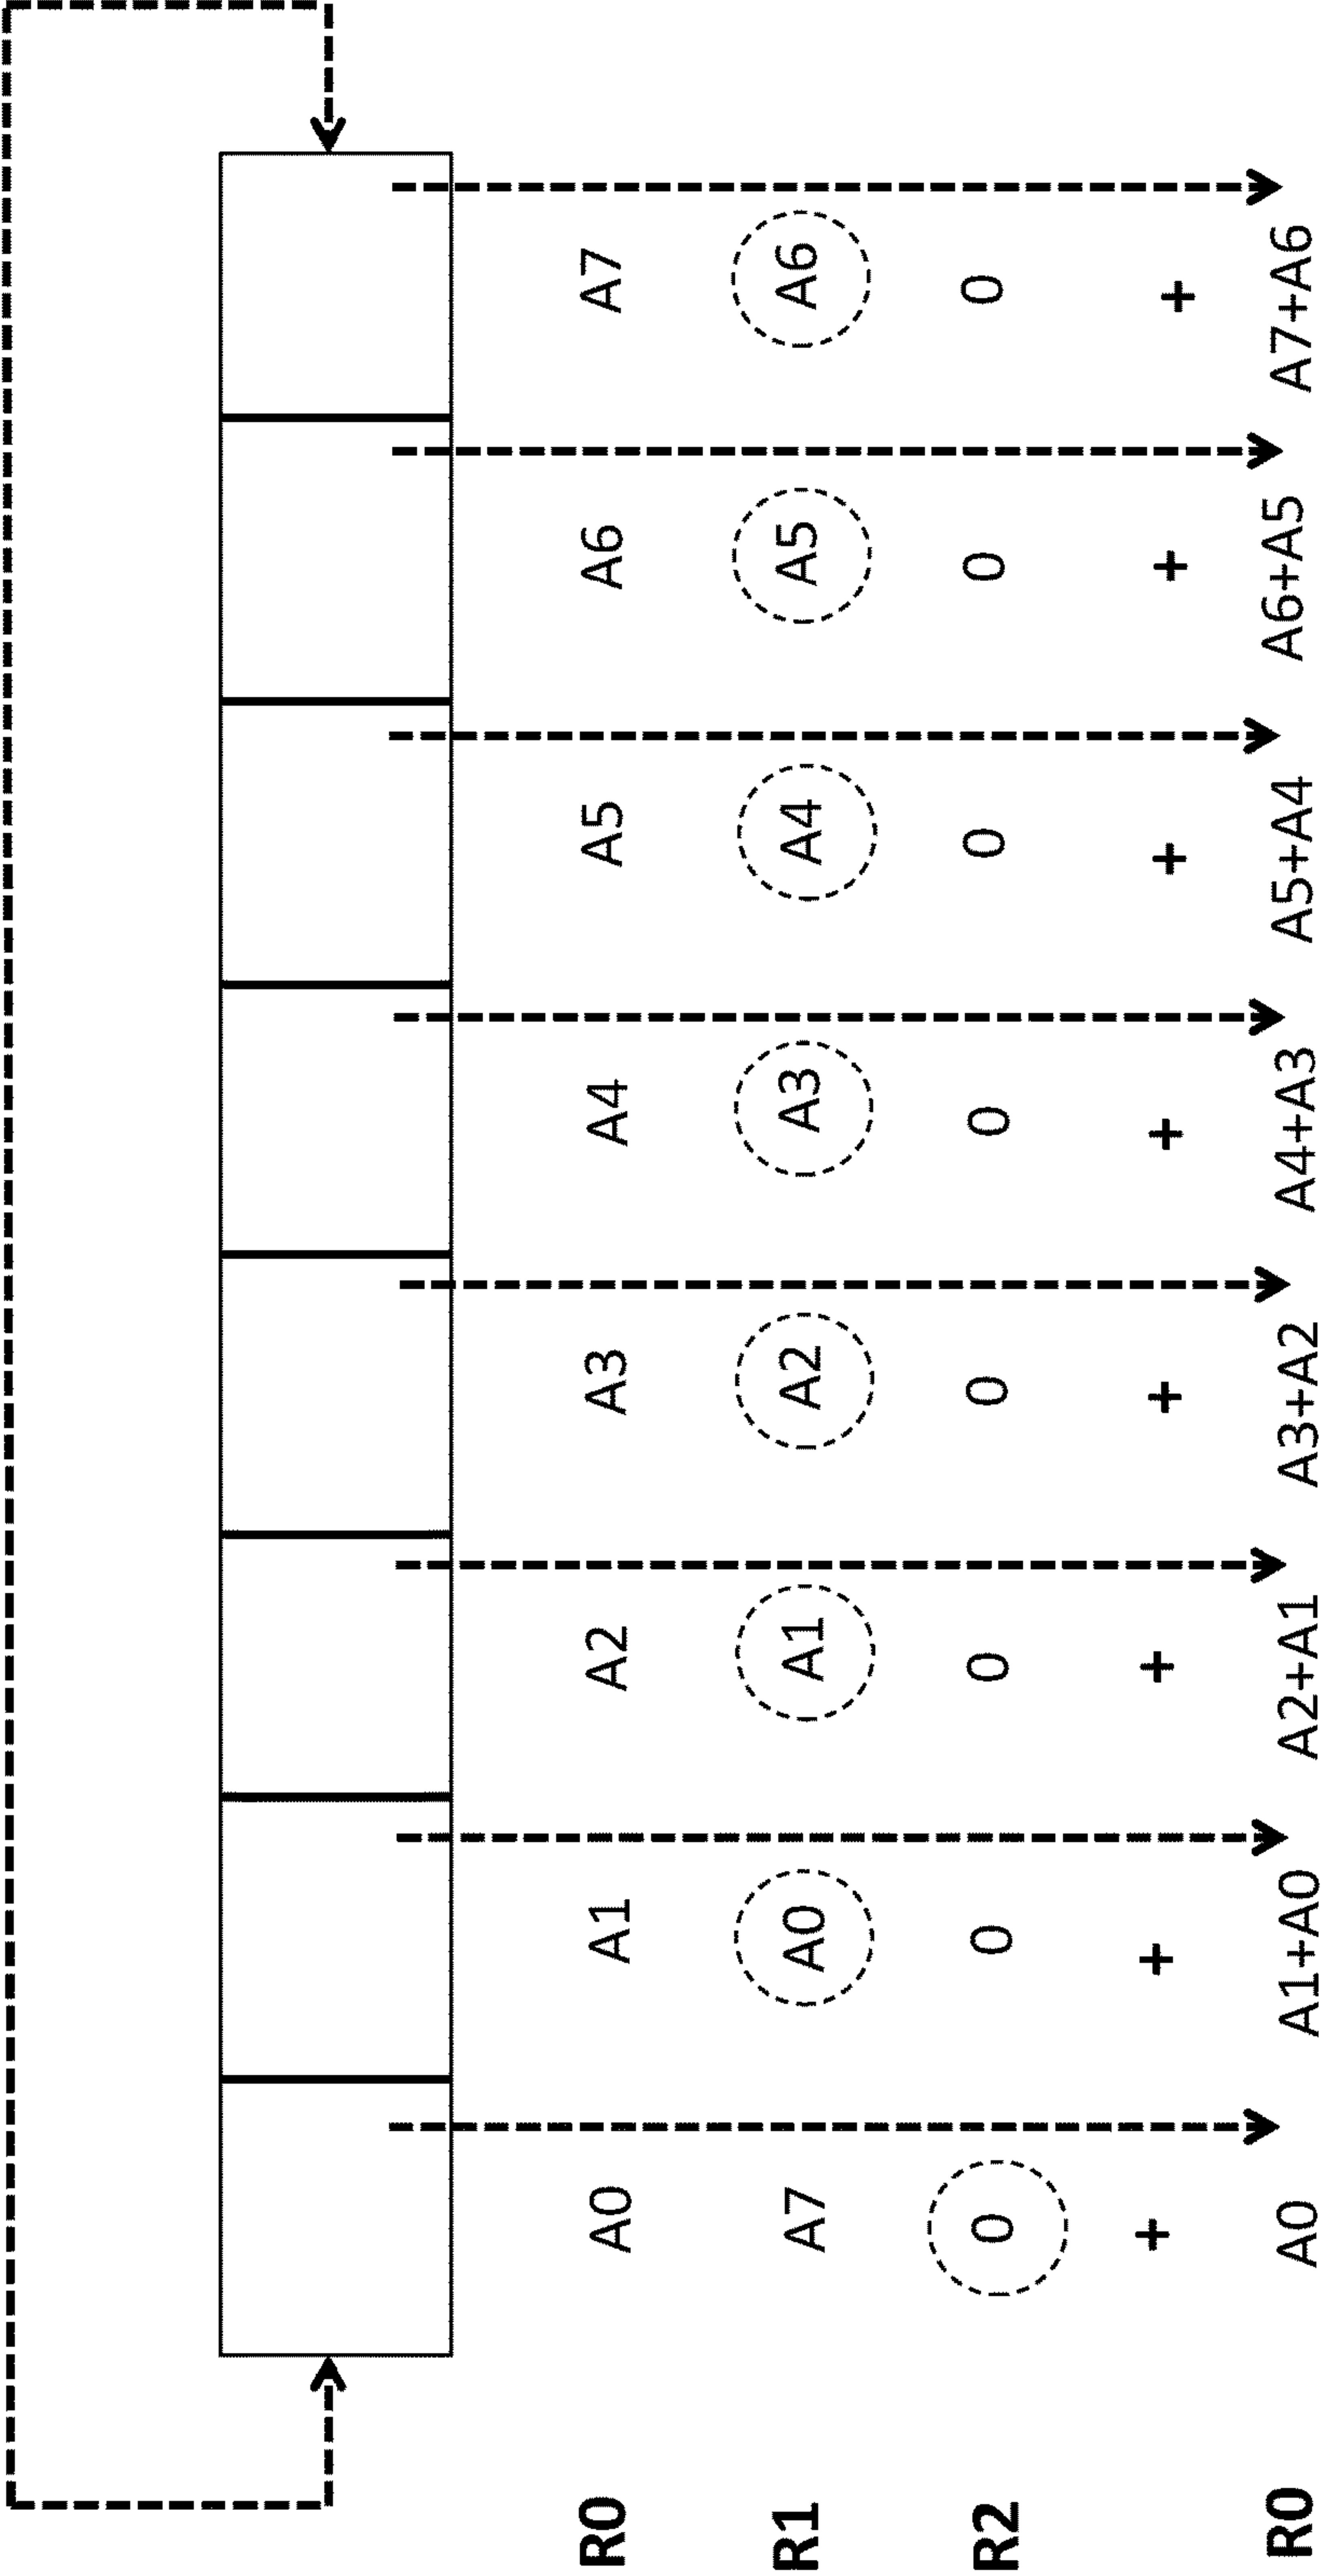 R0 A0 A1 A2 A3 A4 A5 A6 A7
R1 A7 A0 A1 A2 A3 A4 A5 A6
R2 0 0 0 0 0 0 0 0
+ + + + + + + +
R0 A0 A1+A0 A2+A1 A3+A2 A4+A3 A5+A4 A6+A5 A7+A6